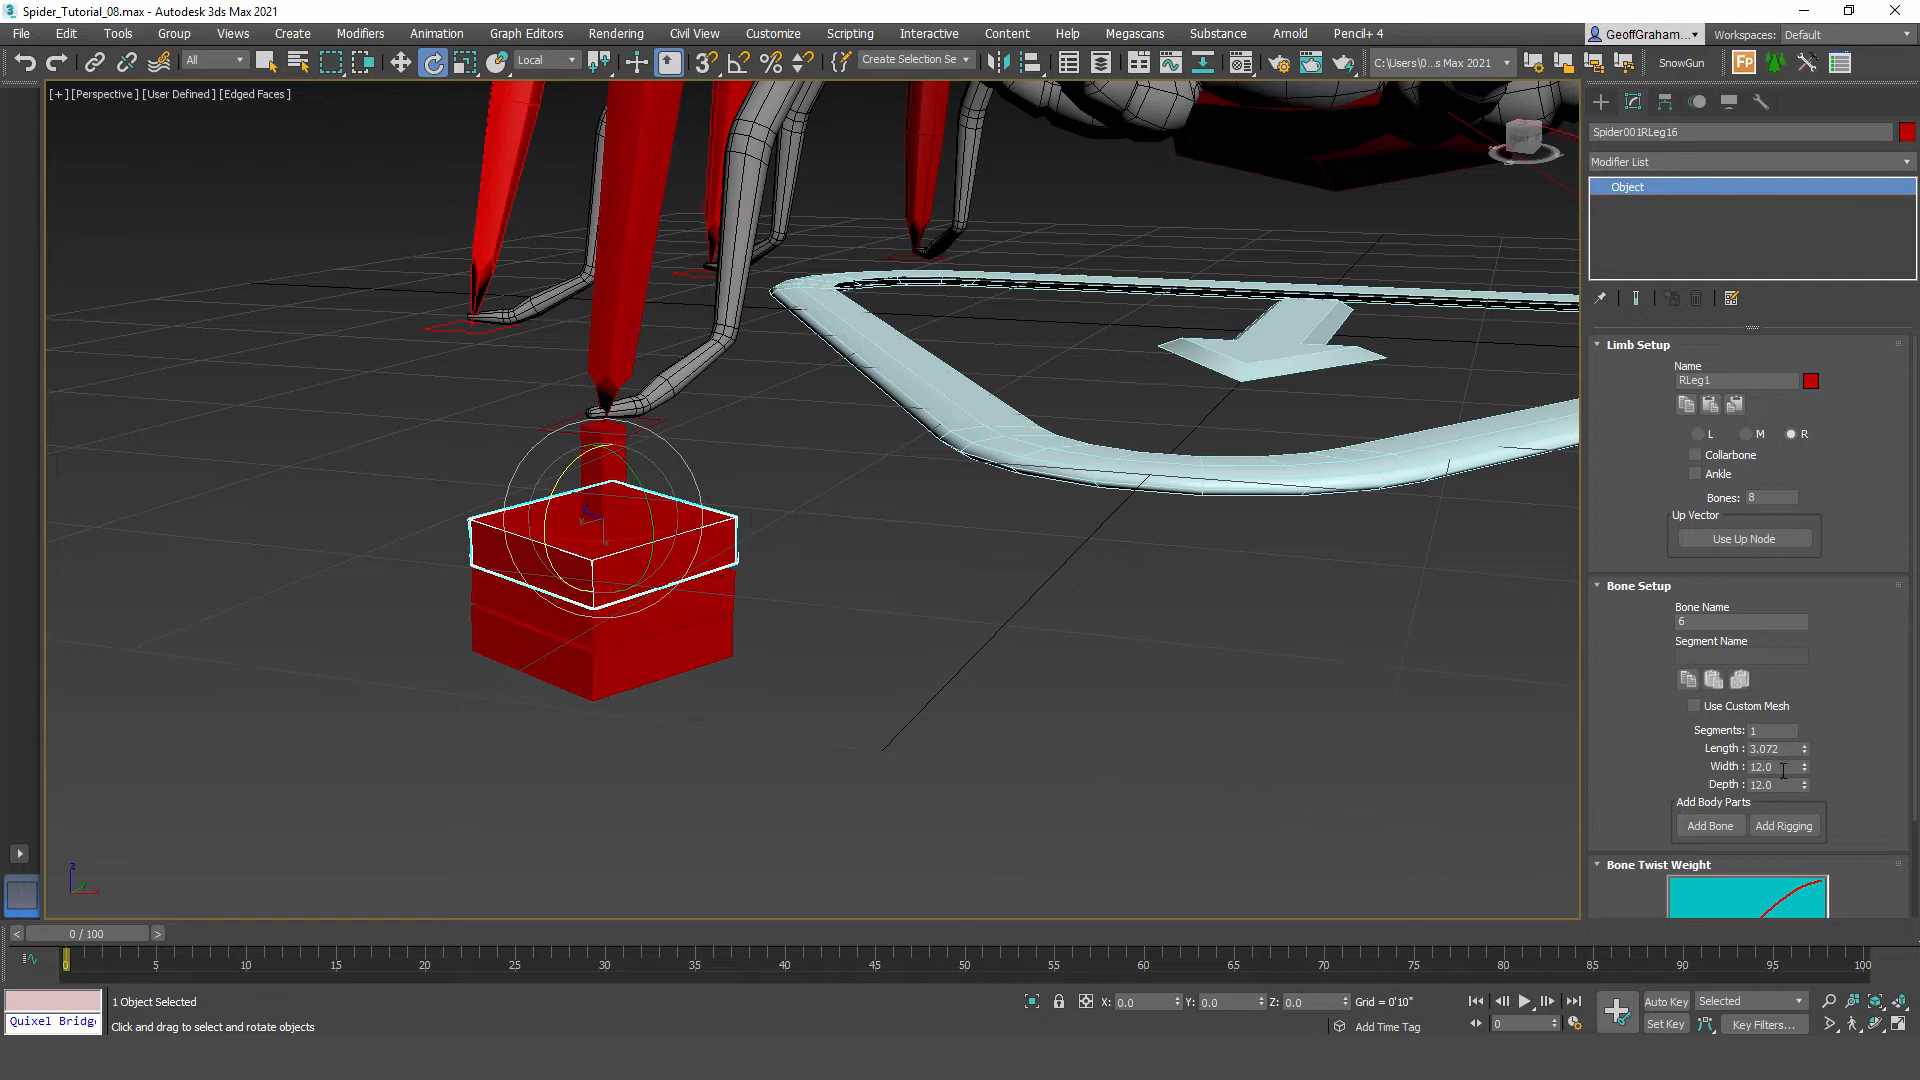 Spider_Tutorial_08.max - Autodesk 3ds Max 2021
File Edit Tools Group Views Create Modifiers Animation Graph Editors Rendering Civil View Customize Scripting Interactive Content Help Megascans Substance Arnold Pencil+ 4
GeoffGraham... Workspaces: Default
All Local Create Selection Se C:\Users\0...s Max 2021 SnowGun
[+] [Perspective] [User Defined] [Edged Faces]
Spider001RLeg16
Modifier List
Object
Limb Setup
Name
RLeg1
L M R
Collarbone
Ankle
Bones: 8
Up Vector
Use Up Node
Bone Setup
Bone Name
6
Segment Name
Use Custom Mesh
Segments: 1
Length : 3.072
Width : 12.0
Depth : 12.0
Add Body Parts
Add Bone Add Rigging
Bone Twist Weight
0 / 100
0 5 10 15 20 25 30 35 40 45 50 55 60 65 70 75 80 85 90 95 100
1 Object Selected
X: 0.0 Y: 0.0 Z: 0.0 Grid = 0'10"
Auto Key Selected
Quixel Bridg
Click and drag to select and rotate objects
Add Time Tag
0
Set Key Key Filters...